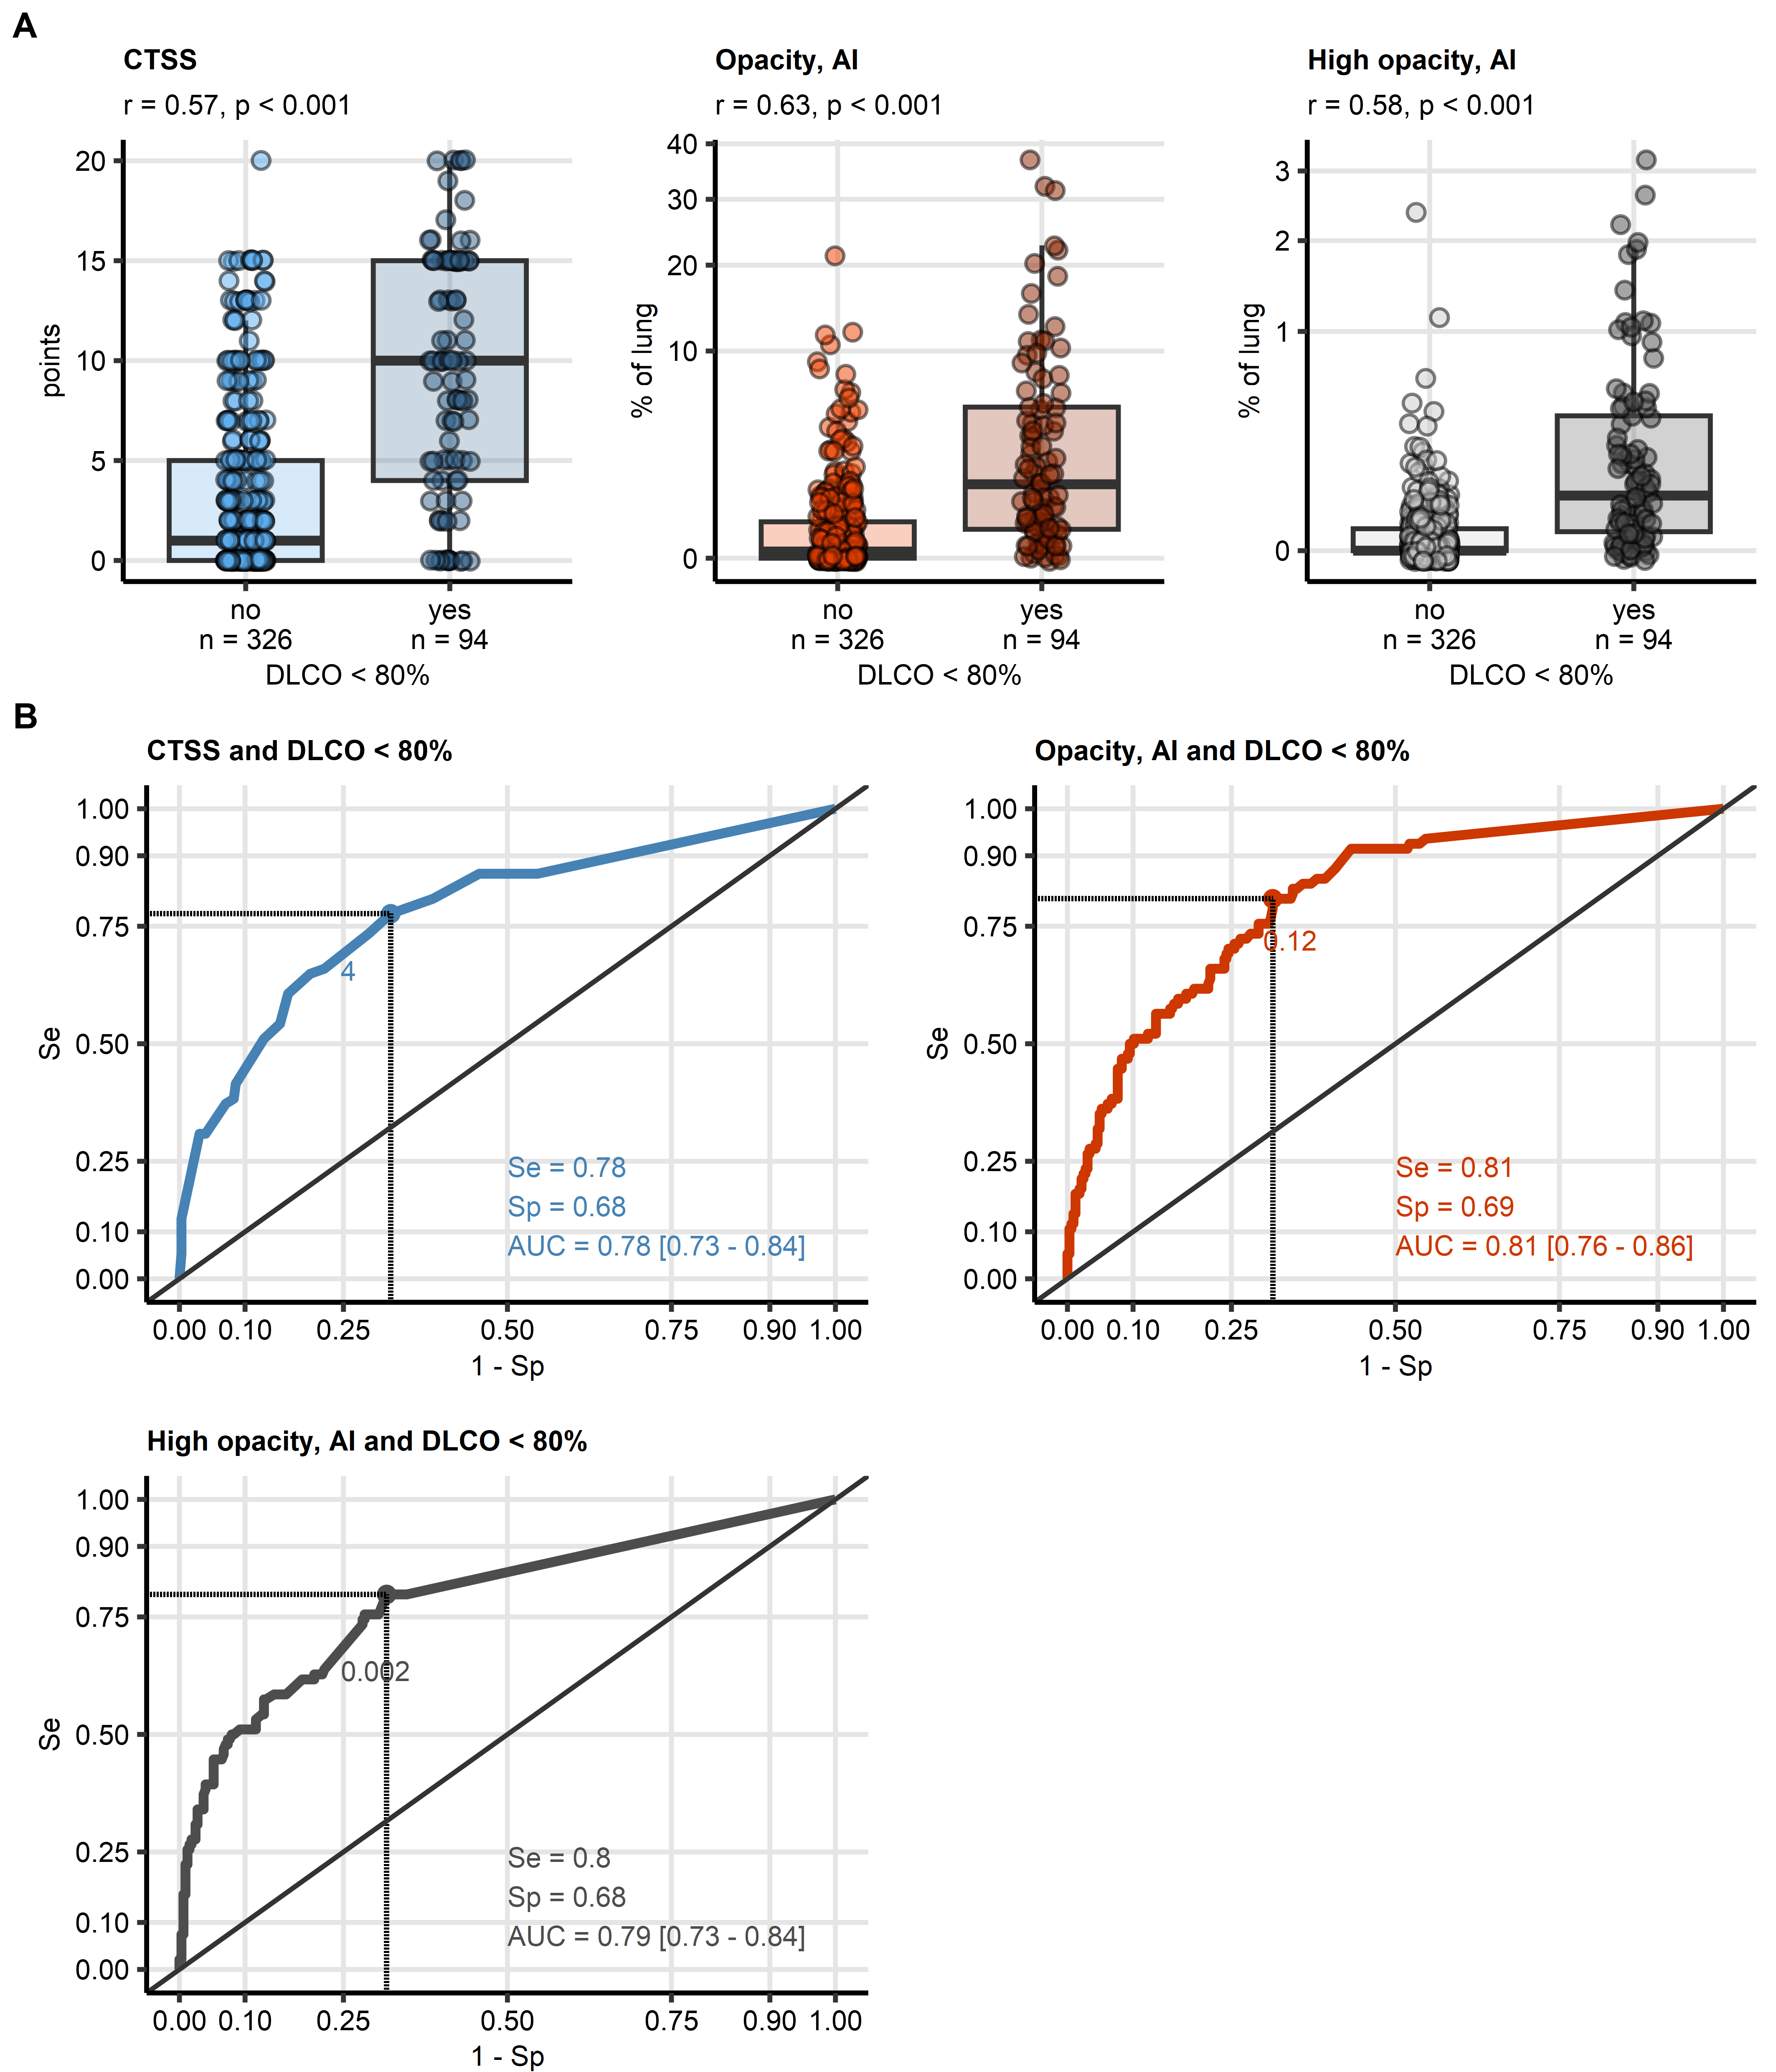 A
CTSS
r = 0.57, p < 0.001
points
20
15
10
5
0
no
n = 326
yes
n = 94
DLCO < 80%
Opacity, AI
r = 0.63, p < 0.001
% of lung
40
30
20
10
0
no
n = 326
yes
n = 94
DLCO < 80%
High opacity, AI
r = 0.58, p < 0.001
% of lung
3
2
1
0
no
n = 326
yes
n = 94
DLCO < 80%
B
CTSS and DLCO < 80%
Se
1.00
0.90
0.75
0.50
0.25
0.10
0.00
4
Se = 0.78
Sp = 0.68
AUC = 0.78 [0.73 - 0.84]
0.00 0.10 0.25 0.50 0.75 0.90 1.00
1 - Sp
Opacity, AI and DLCO < 80%
Se
1.00
0.90
0.75
0.50
0.25
0.10
0.00
0.12
Se = 0.81
Sp = 0.69
AUC = 0.81 [0.76 - 0.86]
0.00 0.10 0.25 0.50 0.75 0.90 1.00
1 - Sp
High opacity, AI and DLCO < 80%
Se
1.00
0.90
0.75
0.50
0.25
0.10
0.00
0.002
Se = 0.8
Sp = 0.68
AUC = 0.79 [0.73 - 0.84]
0.00 0.10 0.25 0.50 0.75 0.90 1.00
1 - Sp